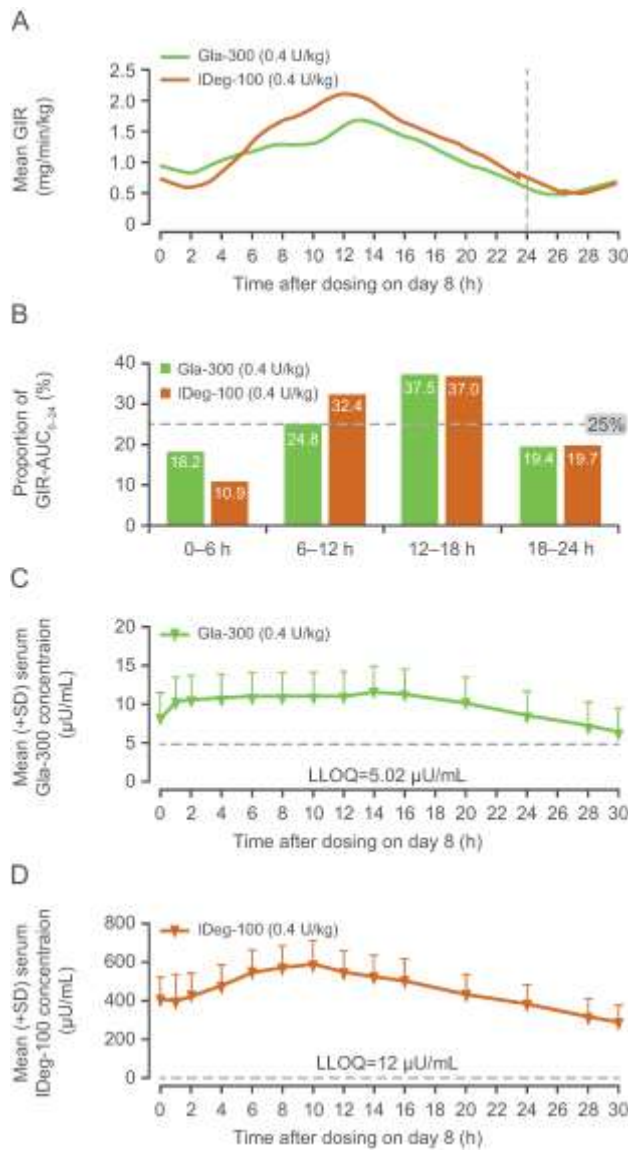 A
Gla-300 (0.4 U/kg)
IDeg-100 (0.4 U/kg)
Mean GIR
(mg/min/kg)
2.5
2.0
1.5
1.0
0.5
0
0 2 4 6 8 10 12 14 16 18 20 22 24 26 28 30
Time after dosing on day 8 (h)
B
Gla-300 (0.4 U/kg)
IDeg-100 (0.4 U/kg)
Proportion of
GIR-AUC0–24 (%)
40
30
20
10
0
18.2
10.9
24.8
32.4
37.5
37.0
19.4
19.7
25%
0–6 h
6–12 h
12–18 h
18–24 h
C
Gla-300 (0.4 U/kg)
Mean (+SD) serum
Gla-300 concentraion
(µU/mL)
20
15
10
5
0
LLOQ=5.02 µU/mL
0 2 4 6 8 10 12 14 16 18 20 22 24 26 28 30
Time after dosing on day 8 (h)
D
IDeg-100 (0.4 U/kg)
Mean (+SD) serum
IDeg-100 concentraion
(µU/mL)
800
600
400
200
0
LLOQ=12 µU/mL
0 2 4 6 8 10 12 14 16 18 20 22 24 26 28 30
Time after dosing on day 8 (h)